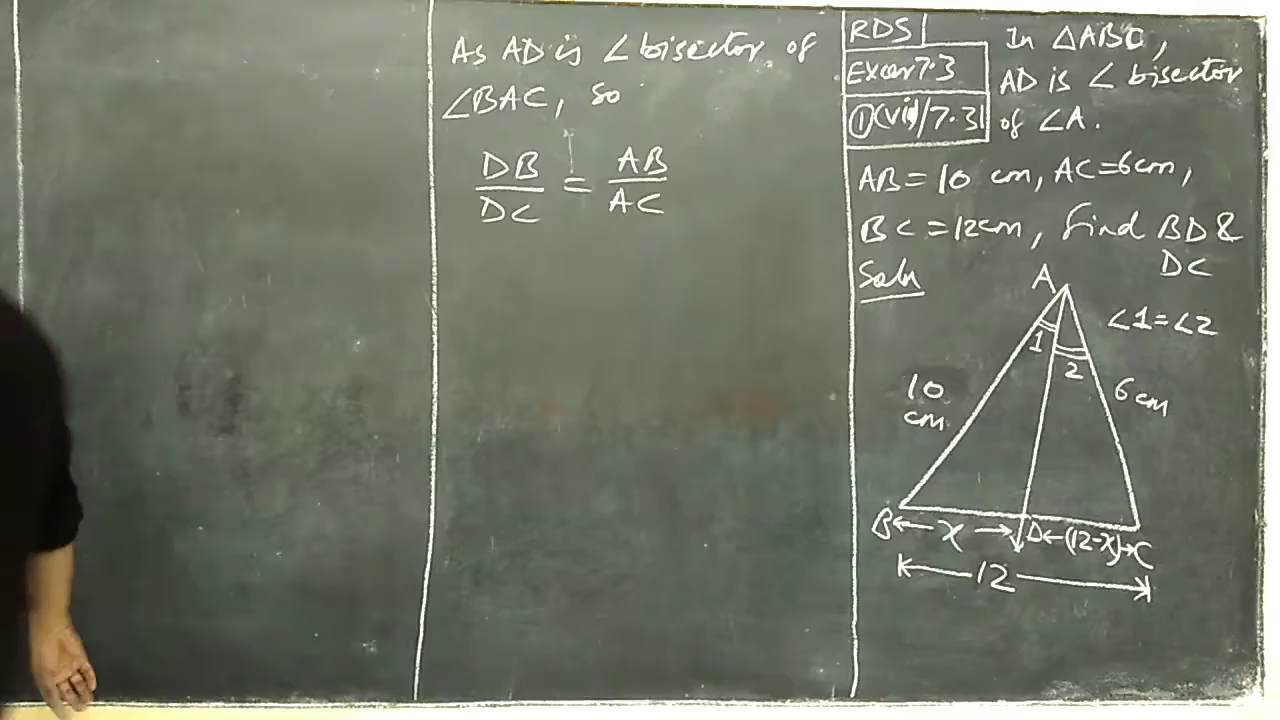 As AD is ∠ bisector of
∠BAC, so
DB/DC = AB/AC
RDS
Exer 7.3
①(vi)/7.31
In △ABC,
AD is ∠ bisector
of ∠A.
AB = 10 cm, AC = 6cm,
BC = 12cm, find BD &
DC
Soln
A
∠1 = ∠2
1
2
10
cm
6 cm
B ← x → D ← (12-x) → C
12